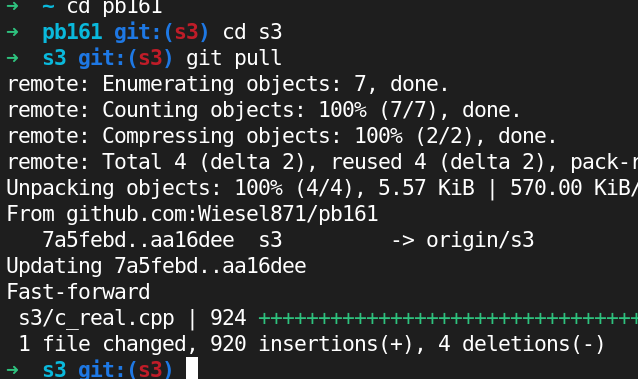 ➜  ~ cd pb161
➜  pb161 git:(s3) cd s3
➜  s3 git:(s3) git pull
remote: Enumerating objects: 7, done.
remote: Counting objects: 100% (7/7), done.
remote: Compressing objects: 100% (2/2), done.
remote: Total 4 (delta 2), reused 4 (delta 2), pack-r
Unpacking objects: 100% (4/4), 5.57 KiB | 570.00 KiB/
From github.com:Wiesel871/pb161
   7a5febd..aa16dee  s3         -> origin/s3
Updating 7a5febd..aa16dee
Fast-forward
 s3/c_real.cpp | 924 ++++++++++++++++++++++++++++++++
 1 file changed, 920 insertions(+), 4 deletions(-)
➜  s3 git:(s3)